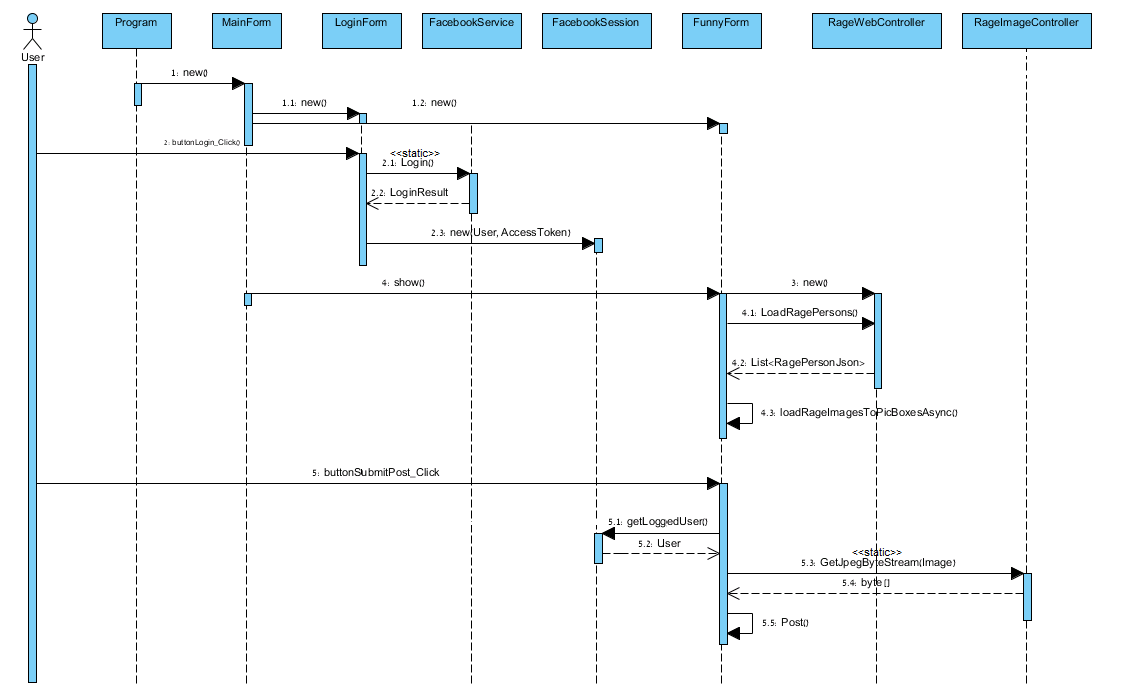 Program
MainForm
LoginForm
FacebookService
FacebookSession
FunnyForm
RageWebController
RageImageController
User
1: new()
1.1: new()
1.2: new()
2: buttonLogin_Click()
<<static>>
2.1: Login()
2.2: LoginResult
2.3: new(User, AccessToken)
4: show()
3: new()
4.1: LoadRagePersons()
4.2: List<RagePersonJson>
4.3: loadRageImagesToPicBoxesAsync()
5: buttonSubmitPost_Click
5.1: getLoggedUser()
5.2: User
<<static>>
5.3: GetJpegByteStream(Image)
5.4: byte[]
5.5: Post()